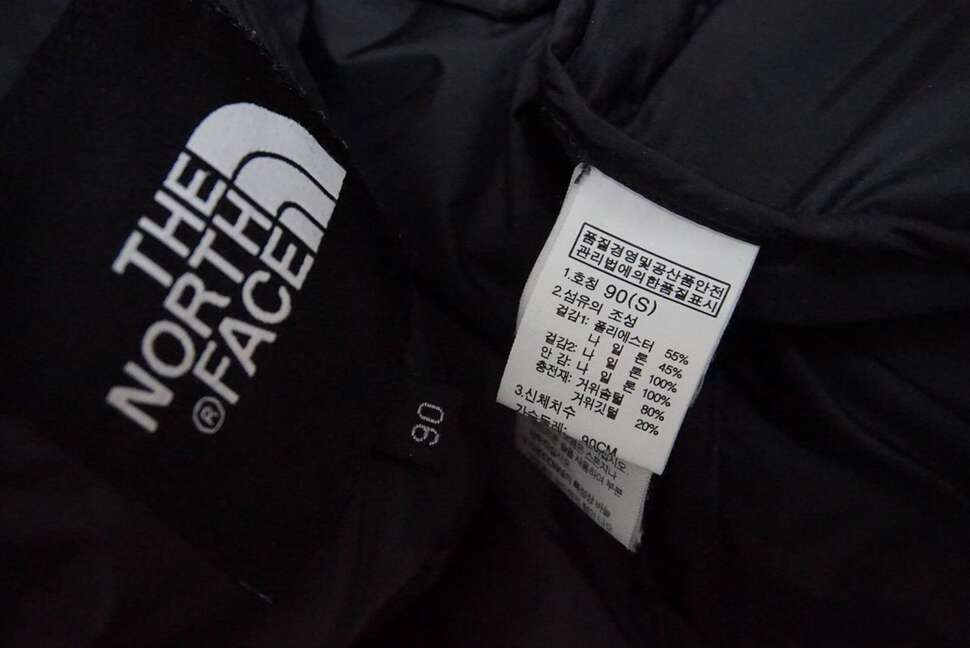 THE
NORTH
FACE
®
90
품질경영및공산품안전
관리법에의한품질표시
1.호칭 90(S)
2.섬유의 조성
겉감1: 폴리에스터 55%
나 일 론 45%
겉감2: 나 일 론 100%
안 감: 나 일 론 100%
충전재: 거위솜털 80%
거위깃털 20%
3.신체치수
가슴둘레: 90CM